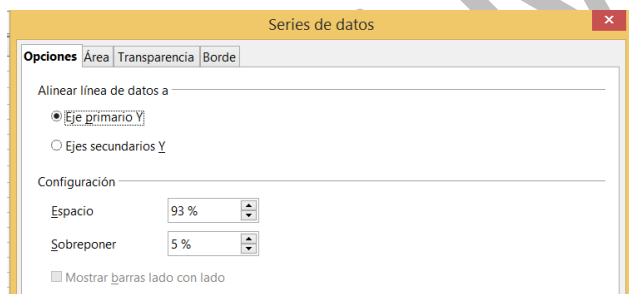 Series de datos
Opciones Área Transparencia Borde
Alinear línea de datos a
Eje primario Y
Ejes secundarios Y
Configuración
Espacio 93 %
Sobreponer 5 %
Mostrar barras lado con lado